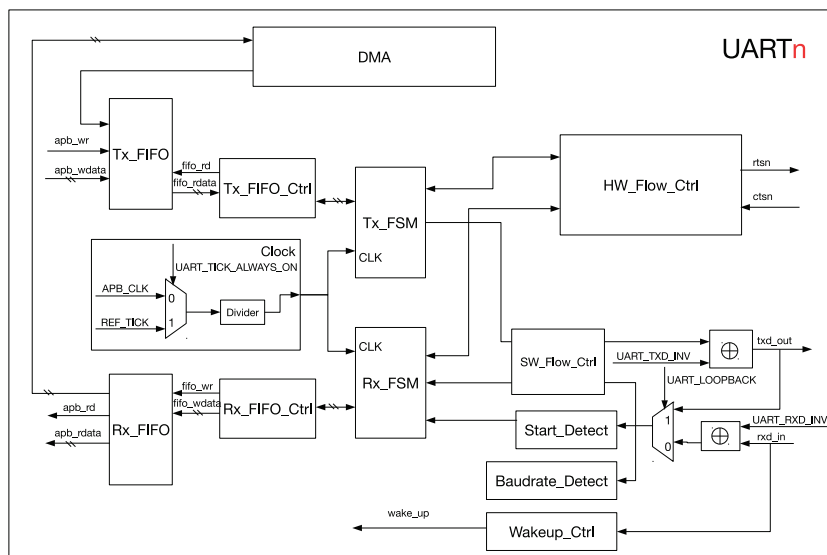 UARTn
DMA
Tx_FIFO
apb_wr
apb_wdata
fifo_rd
fifo_rdata
Tx_FIFO_Ctrl
Tx_FSM
CLK
HW_Flow_Ctrl
rtsn
ctsn
Clock
UART_TICK_ALWAYS_ON
APB_CLK
0
REF_TICK
1
Divider
CLK
Rx_FSM
SW_Flow_Ctrl
UART_TXD_INV
txd_out
UART_LOOPBACK
Rx_FIFO
apb_rd
apb_rdata
fifo_wr
fifo_wdata
Rx_FIFO_Ctrl
Start_Detect
1
0
UART_RXD_INV
rxd_in
Baudrate_Detect
wake_up
Wakeup_Ctrl